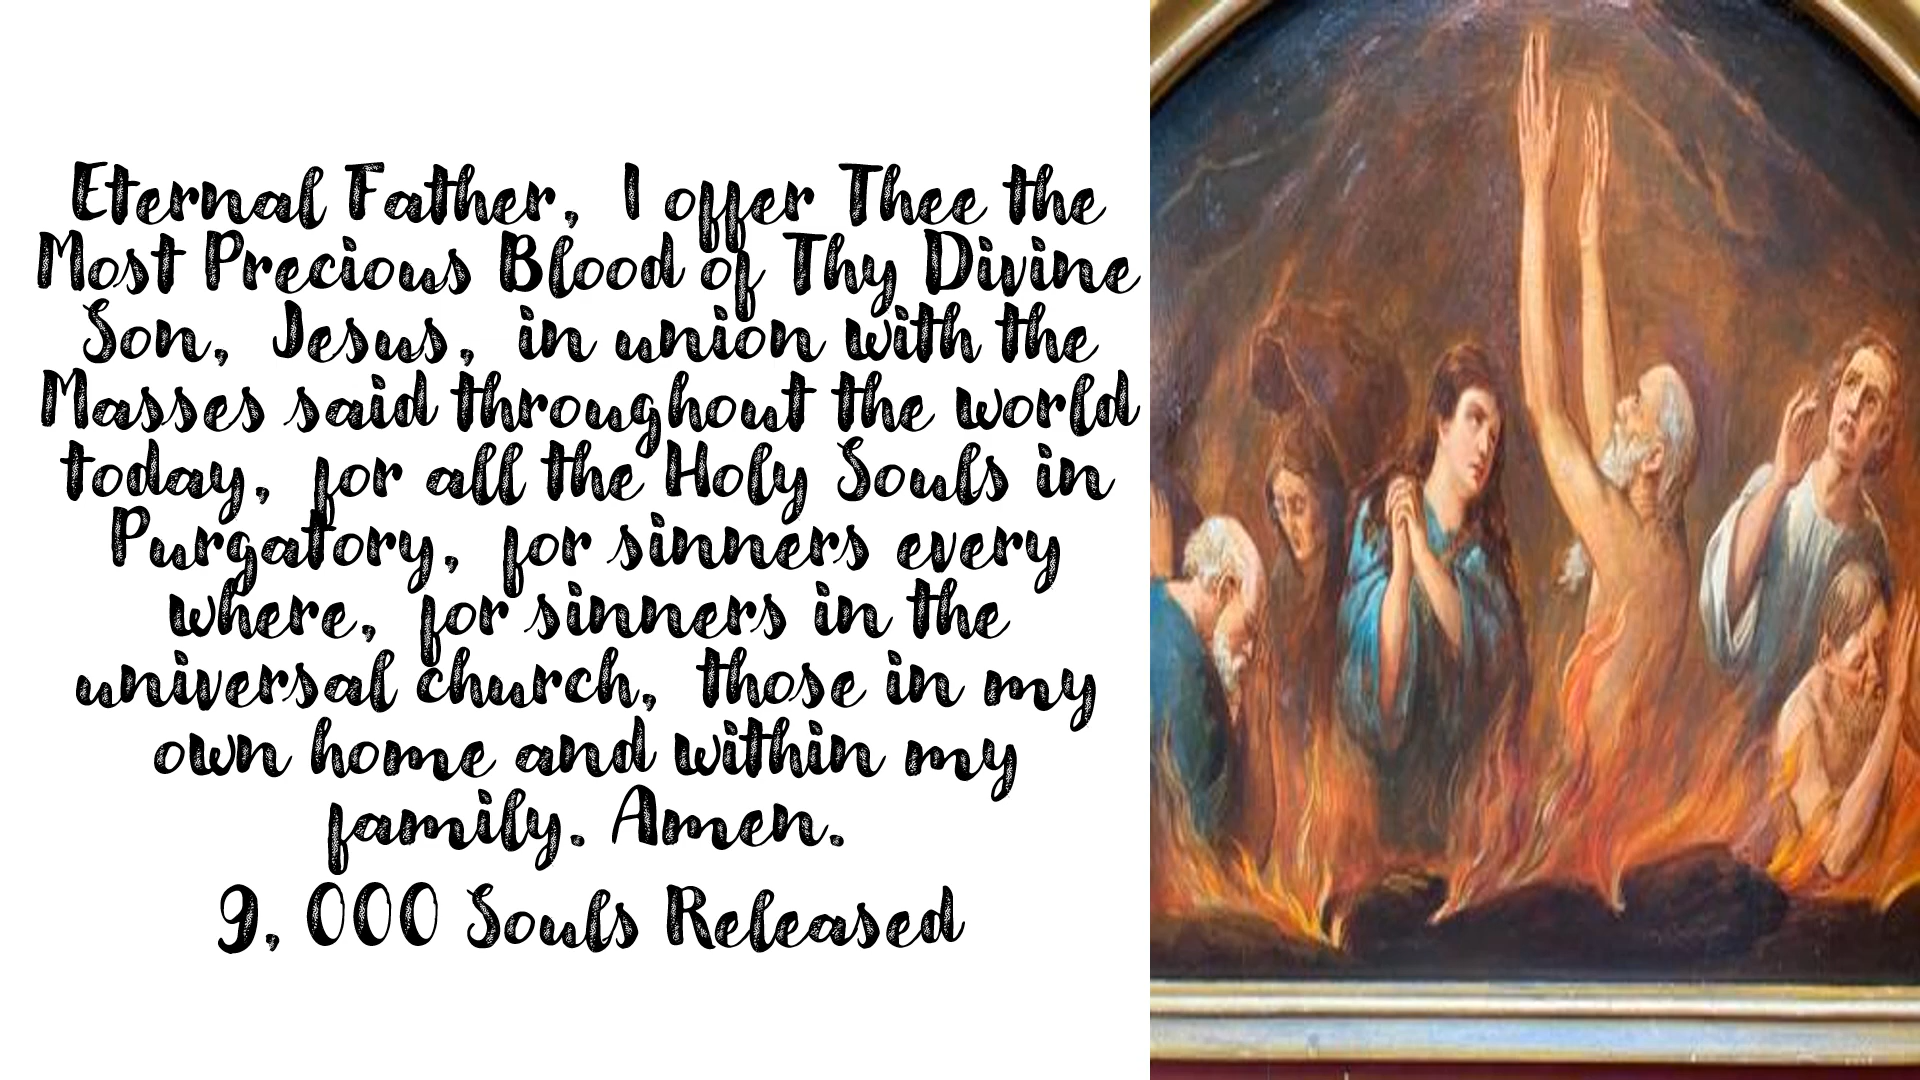 Eternal Father, I offer Thee the
Most Precious Blood of Thy Divine
Son, Jesus, in union with the
Masses said throughout the world
today, for all the Holy Souls in
Purgatory, for sinners every
where, for sinners in the
universal church, those in my
own home and within my
family. Amen.
9, 000 Souls Released